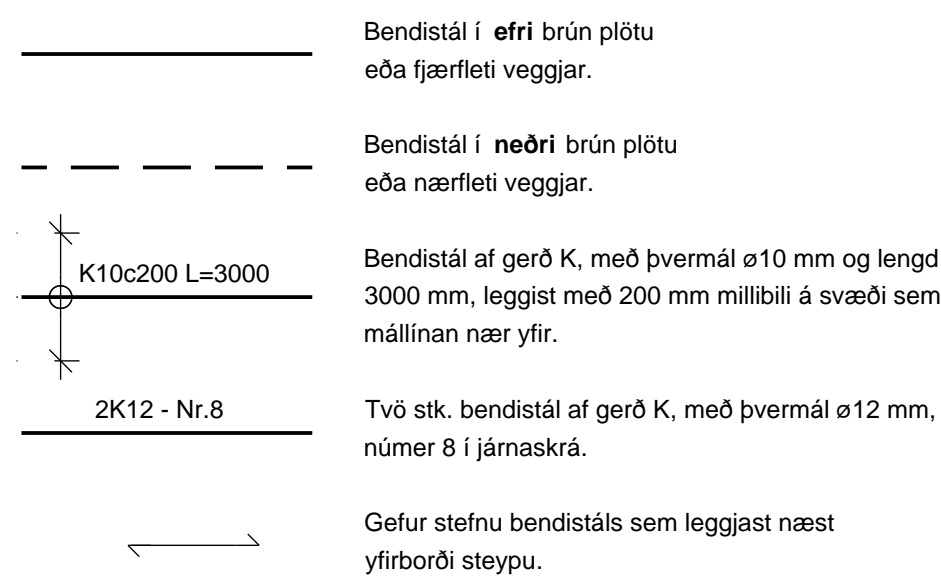 Bendistál í efri brún plötu
eða fjærfleti veggjar.
Bendistál í neðri brún plötu
eða nærfleti veggjar.
K10c200 L=3000
Bendistál af gerð K, með þvermál ø10 mm og lengd
3000 mm, leggist með 200 mm millibili á svæði sem
mállínan nær yfir.
2K12 - Nr.8
Tvö stk. bendistál af gerð K, með þvermál ø12 mm,
númer 8 í járnaskrá.
Gefur stefnu bendistáls sem leggjast næst
yfirborði steypu.